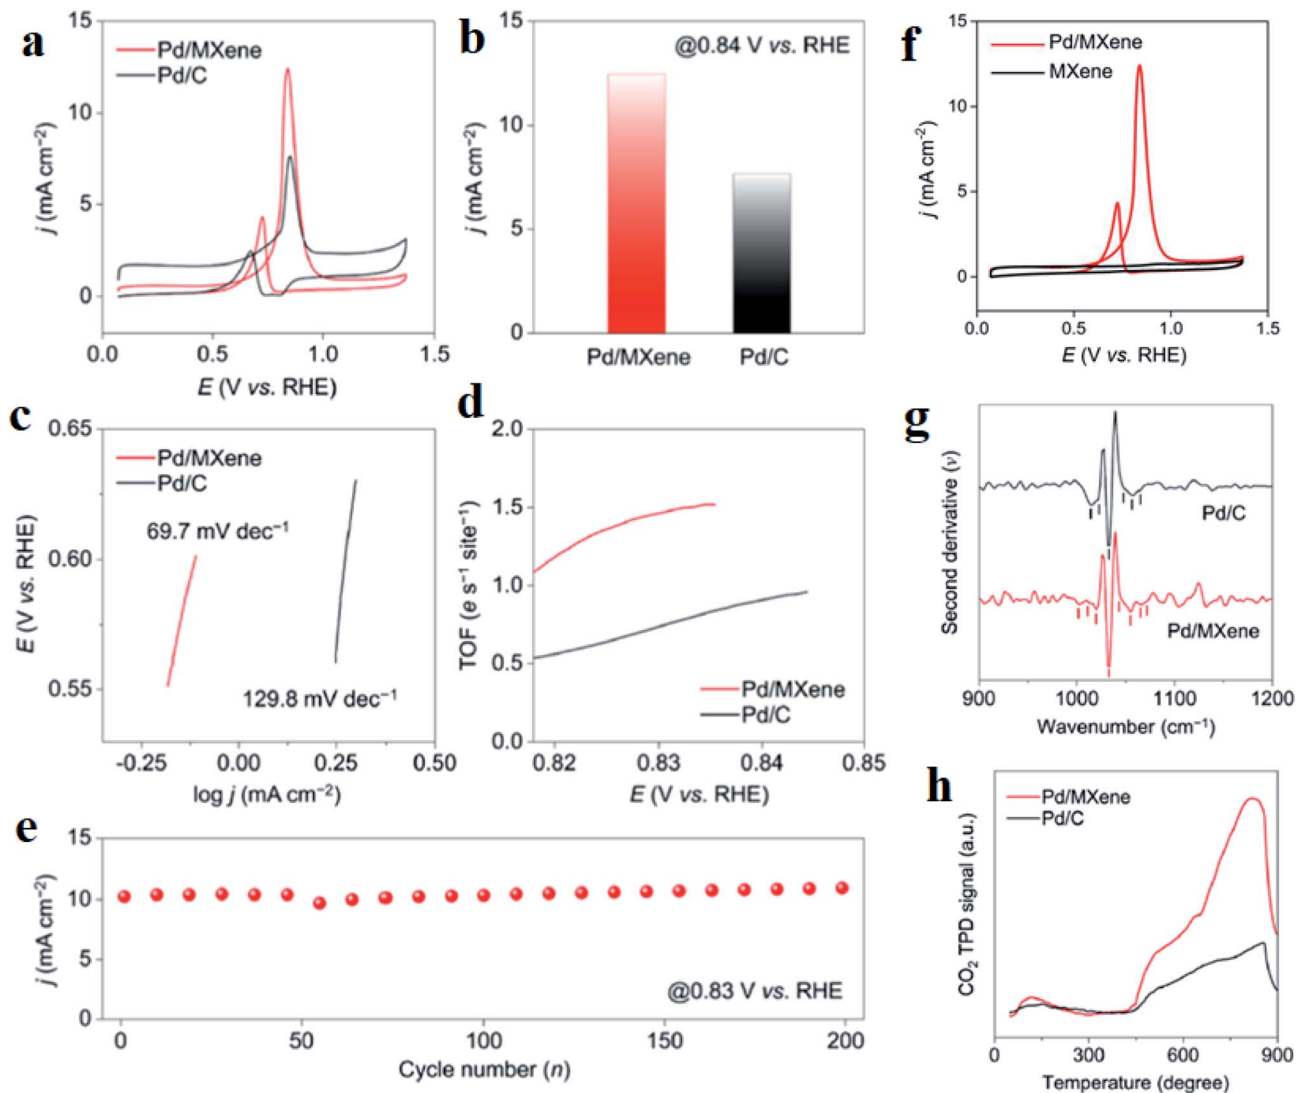 a
15
10
5
0
j (mA cm−2)
Pd/MXene
Pd/C
0.0
0.5
1.0
1.5
E (V vs. RHE)
b
15
10
5
0
j (mA cm−2)
@0.84 V vs. RHE
Pd/MXene
Pd/C
f
15
10
5
0
j (mA cm-2)
Pd/MXene
MXene
0.0
0.5
1.0
1.5
E (V vs. RHE)
c
0.65
0.60
0.55
E (V vs. RHE)
Pd/MXene
Pd/C
69.7 mV dec−1
129.8 mV dec−1
-0.25
0.00
0.25
0.50
log j (mA cm−2)
d
2.0
1.5
1.0
0.5
0.0
TOF (e s−1 site−1)
Pd/MXene
Pd/C
0.82
0.83
0.84
0.85
E (V vs. RHE)
g
Second derivative (v)
Pd/C
Pd/MXene
900
1000
1100
1200
Wavenumber (cm−1)
e
15
10
5
0
j (mA cm−2)
@0.83 V vs. RHE
0
50
100
150
200
Cycle number (n)
h
CO2 TPD signal (a.u.)
Pd/MXene
Pd/C
0
300
600
900
Temperature (degree)